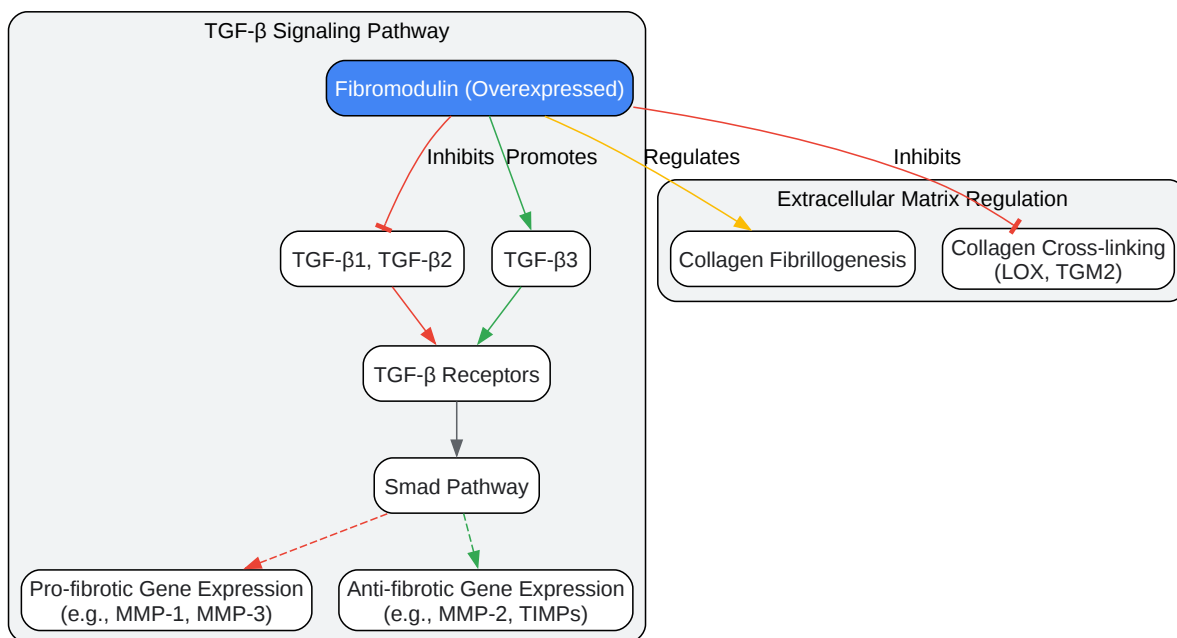 TGF-β Signaling Pathway
Fibromodulin (Overexpressed)
Inhibits
Promotes
Regulates
Inhibits
Extracellular Matrix Regulation
TGF-β1, TGF-β2
TGF-β3
Collagen Fibrillogenesis
Collagen Cross-linking
(LOX, TGM2)
TGF-β Receptors
Smad Pathway
Pro-fibrotic Gene Expression
(e.g., MMP-1, MMP-3)
Anti-fibrotic Gene Expression
(e.g., MMP-2, TIMPs)